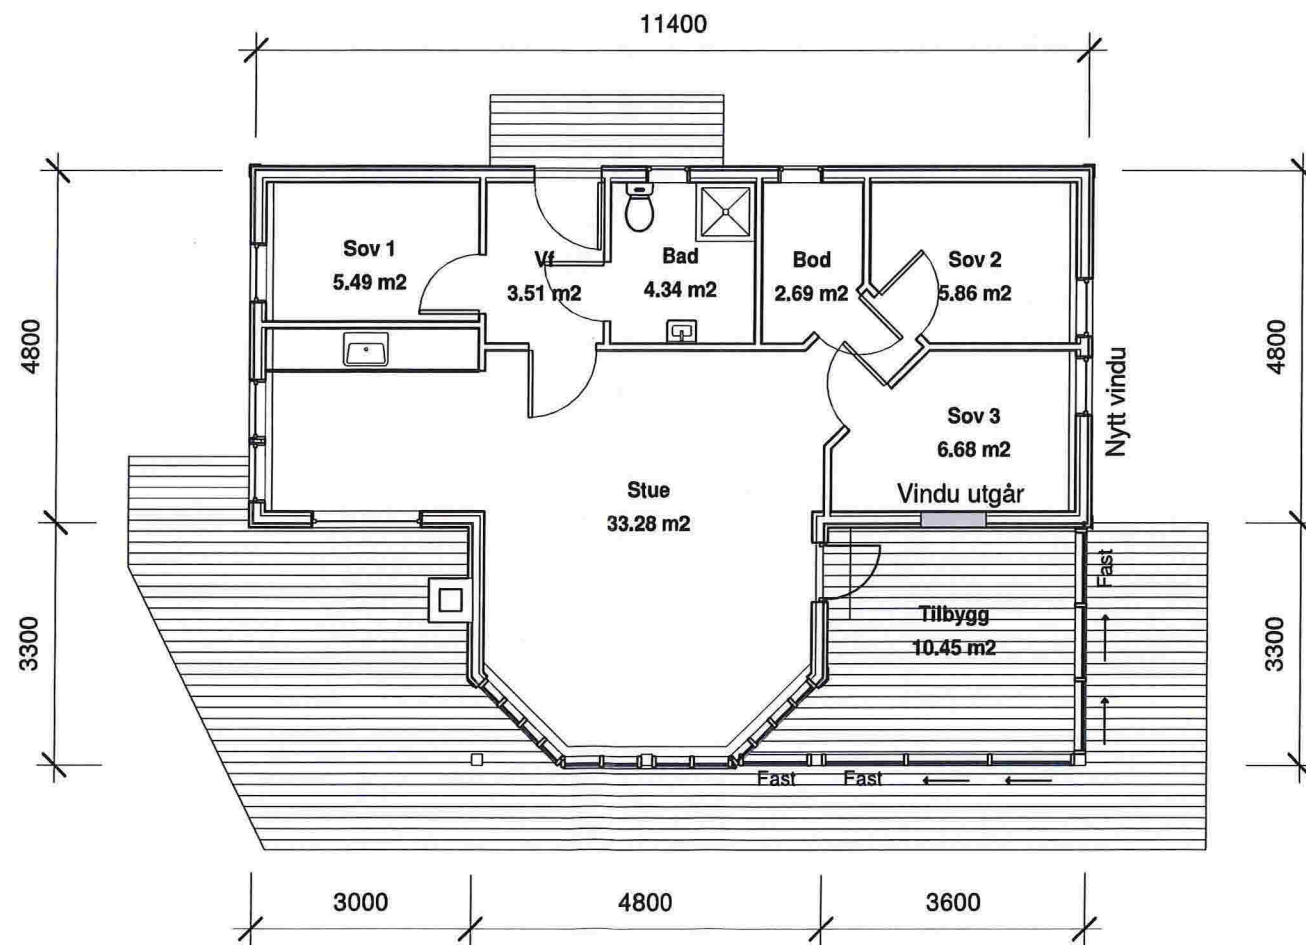 11400
Sov 1
5.49 m2
Vf
3.51 m2
Bad
4.34 m2
Bod
2.69 m2
Sov 2
5.86 m2
4800
4800
Nytt vindu
Sov 3
6.68 m2
Vindu utgår
Stue
33.28 m2
Fast
Tilbygg
10.45 m2
3300
3300
Fast
Fast
3000
4800
3600